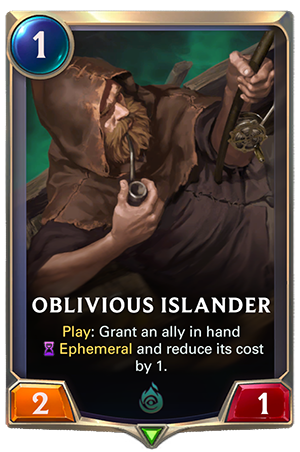 1
OBLIVIOUS ISLANDER
Play: Grant an ally in hand
Ephemeral and reduce its cost
by 1.
2
1